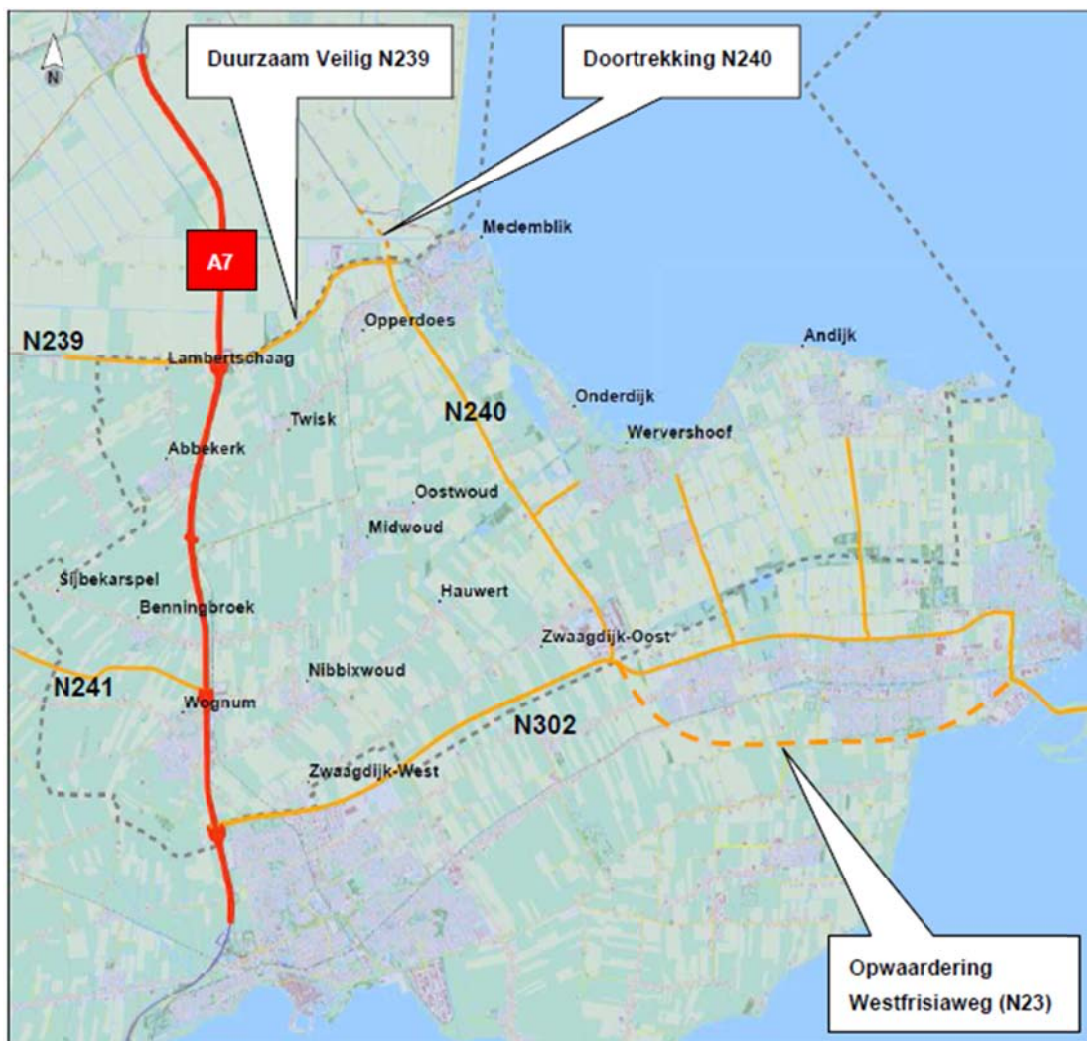 Duurzaam Veilig N239
Doortrekking N240
N
Medemblik
A7
Opperdoes
Andijk
N239
Lambertschaag
Onderdijk
Twisk
N240
Wervershoof
Abbekerk
Oostwoud
Midwoud
Sijbekarspel
Benningbroek
Hauwert
Zwaagdijk-Oost
Nibbixwoud
N241
Wognum
N302
Zwaagdijk-West
Opwaardering
Westfrisiaweg (N23)